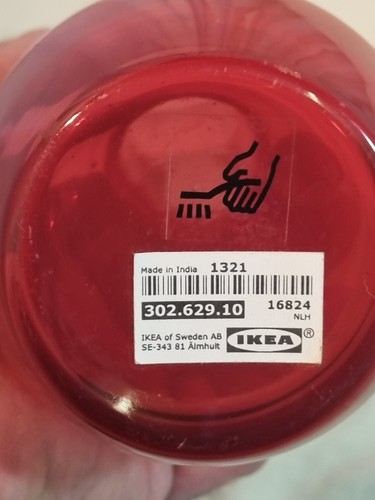 Made in India 1321
302.629.10 16824
NLH
IKEA of Sweden AB
SE-343 81 Älmhult
IKEA®